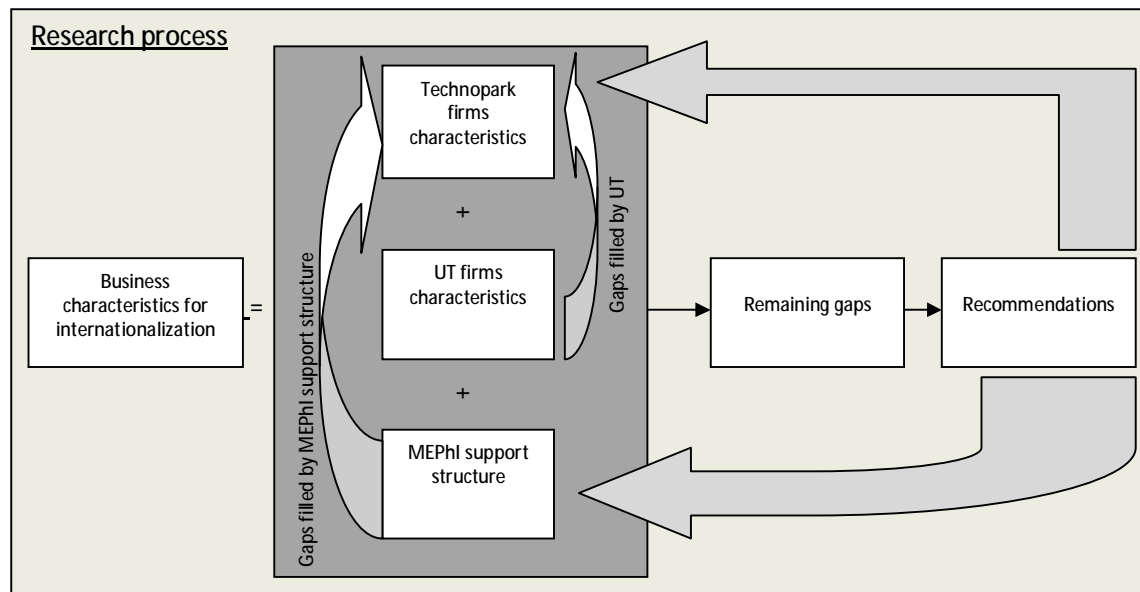 Research process
Business
characteristics for
internationalization
=
Gaps filled by MEPhI support structure
Technopark
firms
characteristics
+
UT firms
characteristics
+
MEPhI support
structure
Gaps filled by UT
Remaining gaps
Recommendations